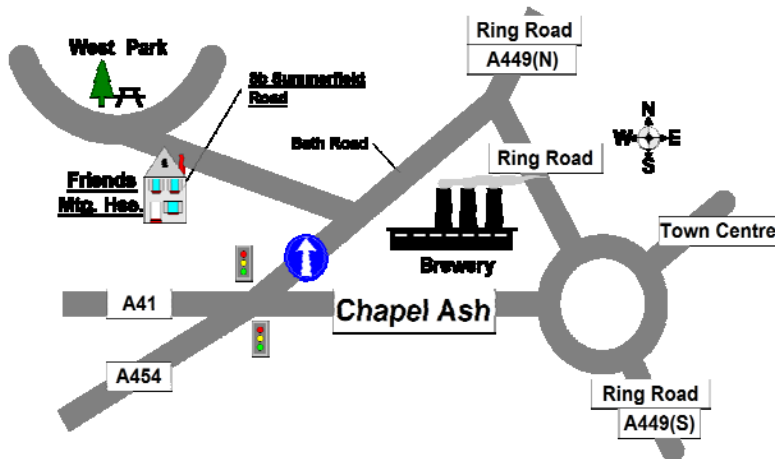 Ring Road
A449(N)
West Park
5b Summerfield
Road
N
W E
S
Bath Road
Ring Road
Friends
Mtg. Hse.
Town Centre
Brewery
A41
Chapel Ash
A454
Ring Road
A449(S)